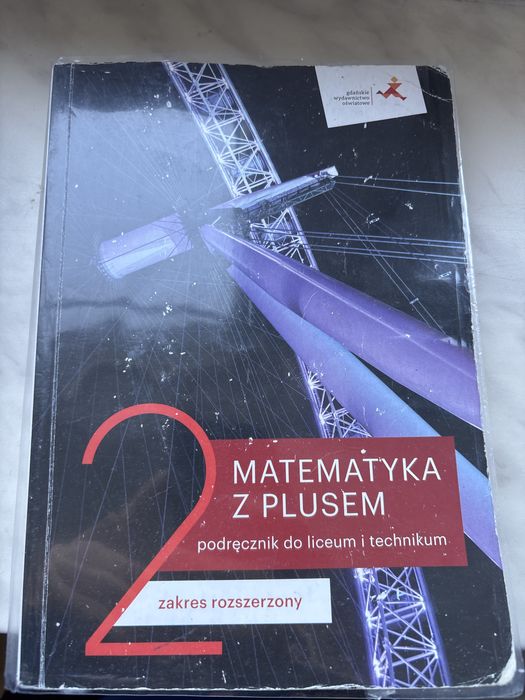 gdańskie
wydawnictwo
oświatowe
2
MATEMATYKA
Z PLUSEM
podręcznik do liceum i technikum
zakres rozszerzony